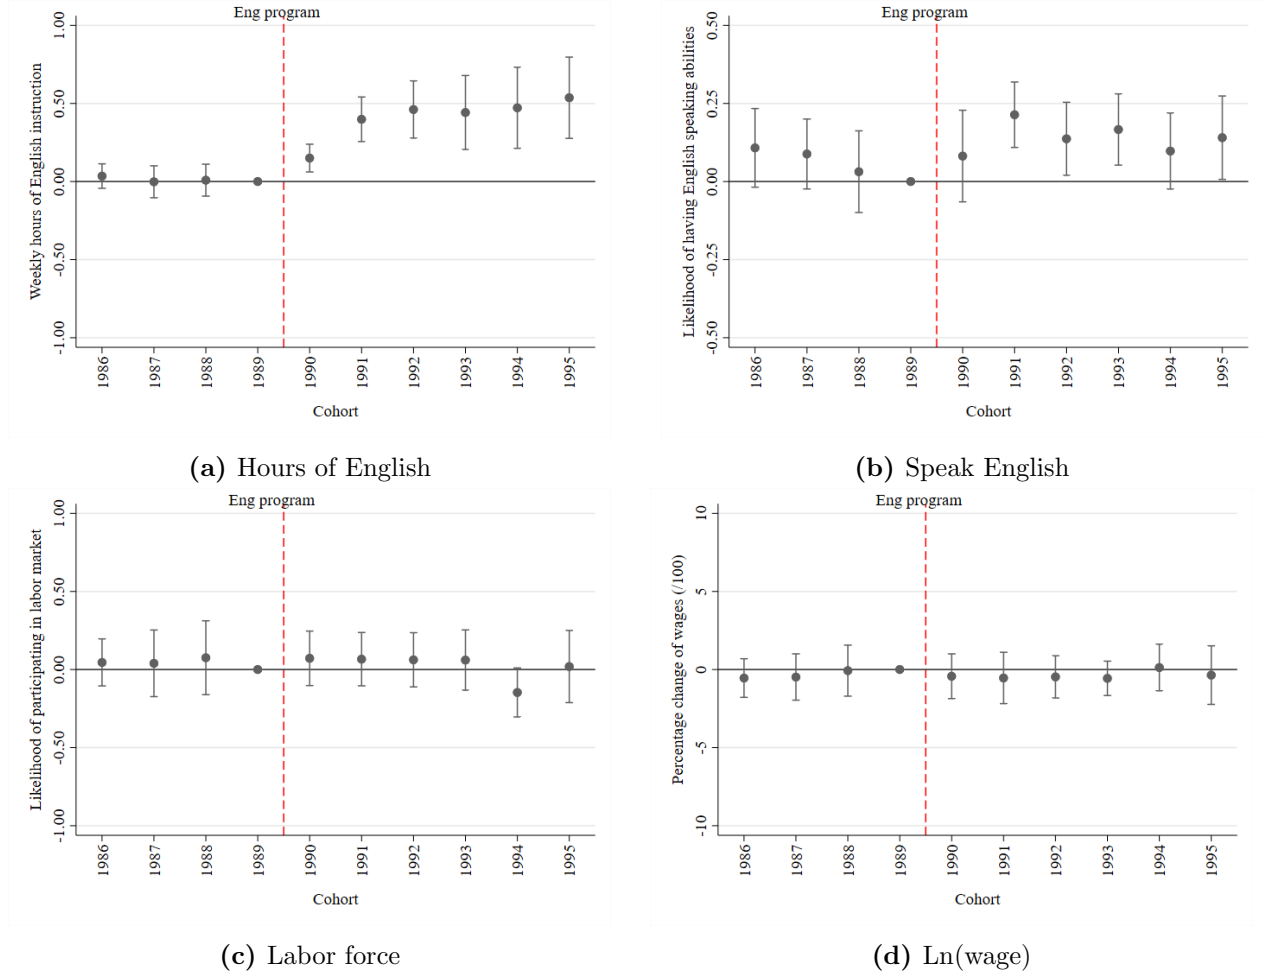 Eng program
Weekly hours of English instruction
1.00
0.50
0.00
-0.50
-1.00
1986 1987 1988 1989 1990 1991 1992 1993 1994 1995
Cohort
(a) Hours of English
Eng program
Likelihood of having English speaking abilities
0.50
0.25
0.00
-0.25
-0.50
1986 1987 1988 1989 1990 1991 1992 1993 1994 1995
Cohort
(b) Speak English
Eng program
Likelihood of participating in labor market
1.00
0.50
0.00
-0.50
-1.00
1986 1987 1988 1989 1990 1991 1992 1993 1994 1995
Cohort
(c) Labor force
Eng program
Percentage change of wages (/100)
10
5
0
-5
-10
1986 1987 1988 1989 1990 1991 1992 1993 1994 1995
Cohort
(d) Ln(wage)